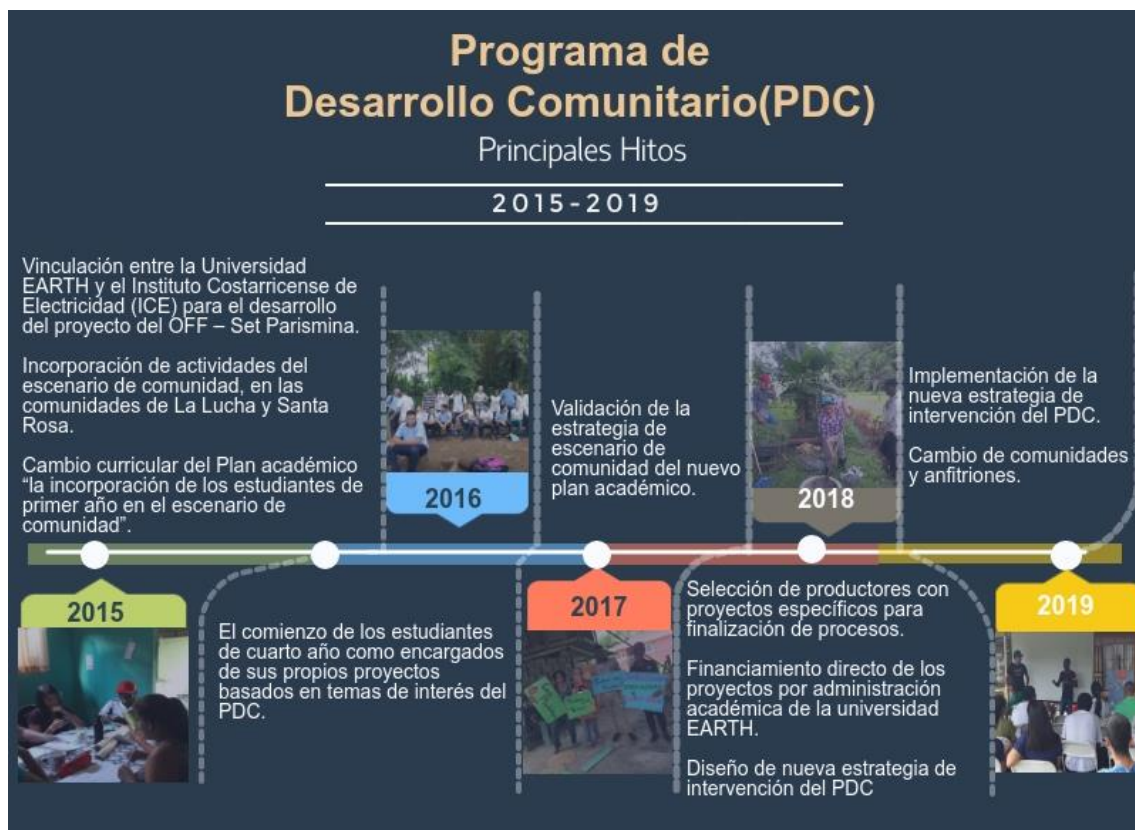 Programa de
Desarrollo Comunitario(PDC)
Principales Hitos
2015-2019
Vinculación entre la Universidad
EARTH y el Instituto Costarricense de
Electricidad (ICE) para el desarrollo
del proyecto del OFF – Set Parismina.
Incorporación de actividades del
escenario de comunidad, en las
comunidades de La Lucha y Santa
Rosa.
Cambio curricular del Plan académico
“la incorporación de los estudiantes de
primer año en el escenario de
comunidad”.
2015
2016
El comienzo de los estudiantes
de cuarto año como encargados
de sus propios proyectos
basados en temas de interés del
PDC.
Validación de la
estrategia de
escenario de
comunidad del nuevo
plan académico.
2017
2018
Selección de productores con
proyectos específicos para
finalización de procesos.
Financiamiento directo de los
proyectos por administración
académica de la universidad
EARTH.
Diseño de nueva estrategia de
intervención del PDC
Implementación de la
nueva estrategia de
intervención del PDC.
Cambio de comunidades
y anfitriones.
2019